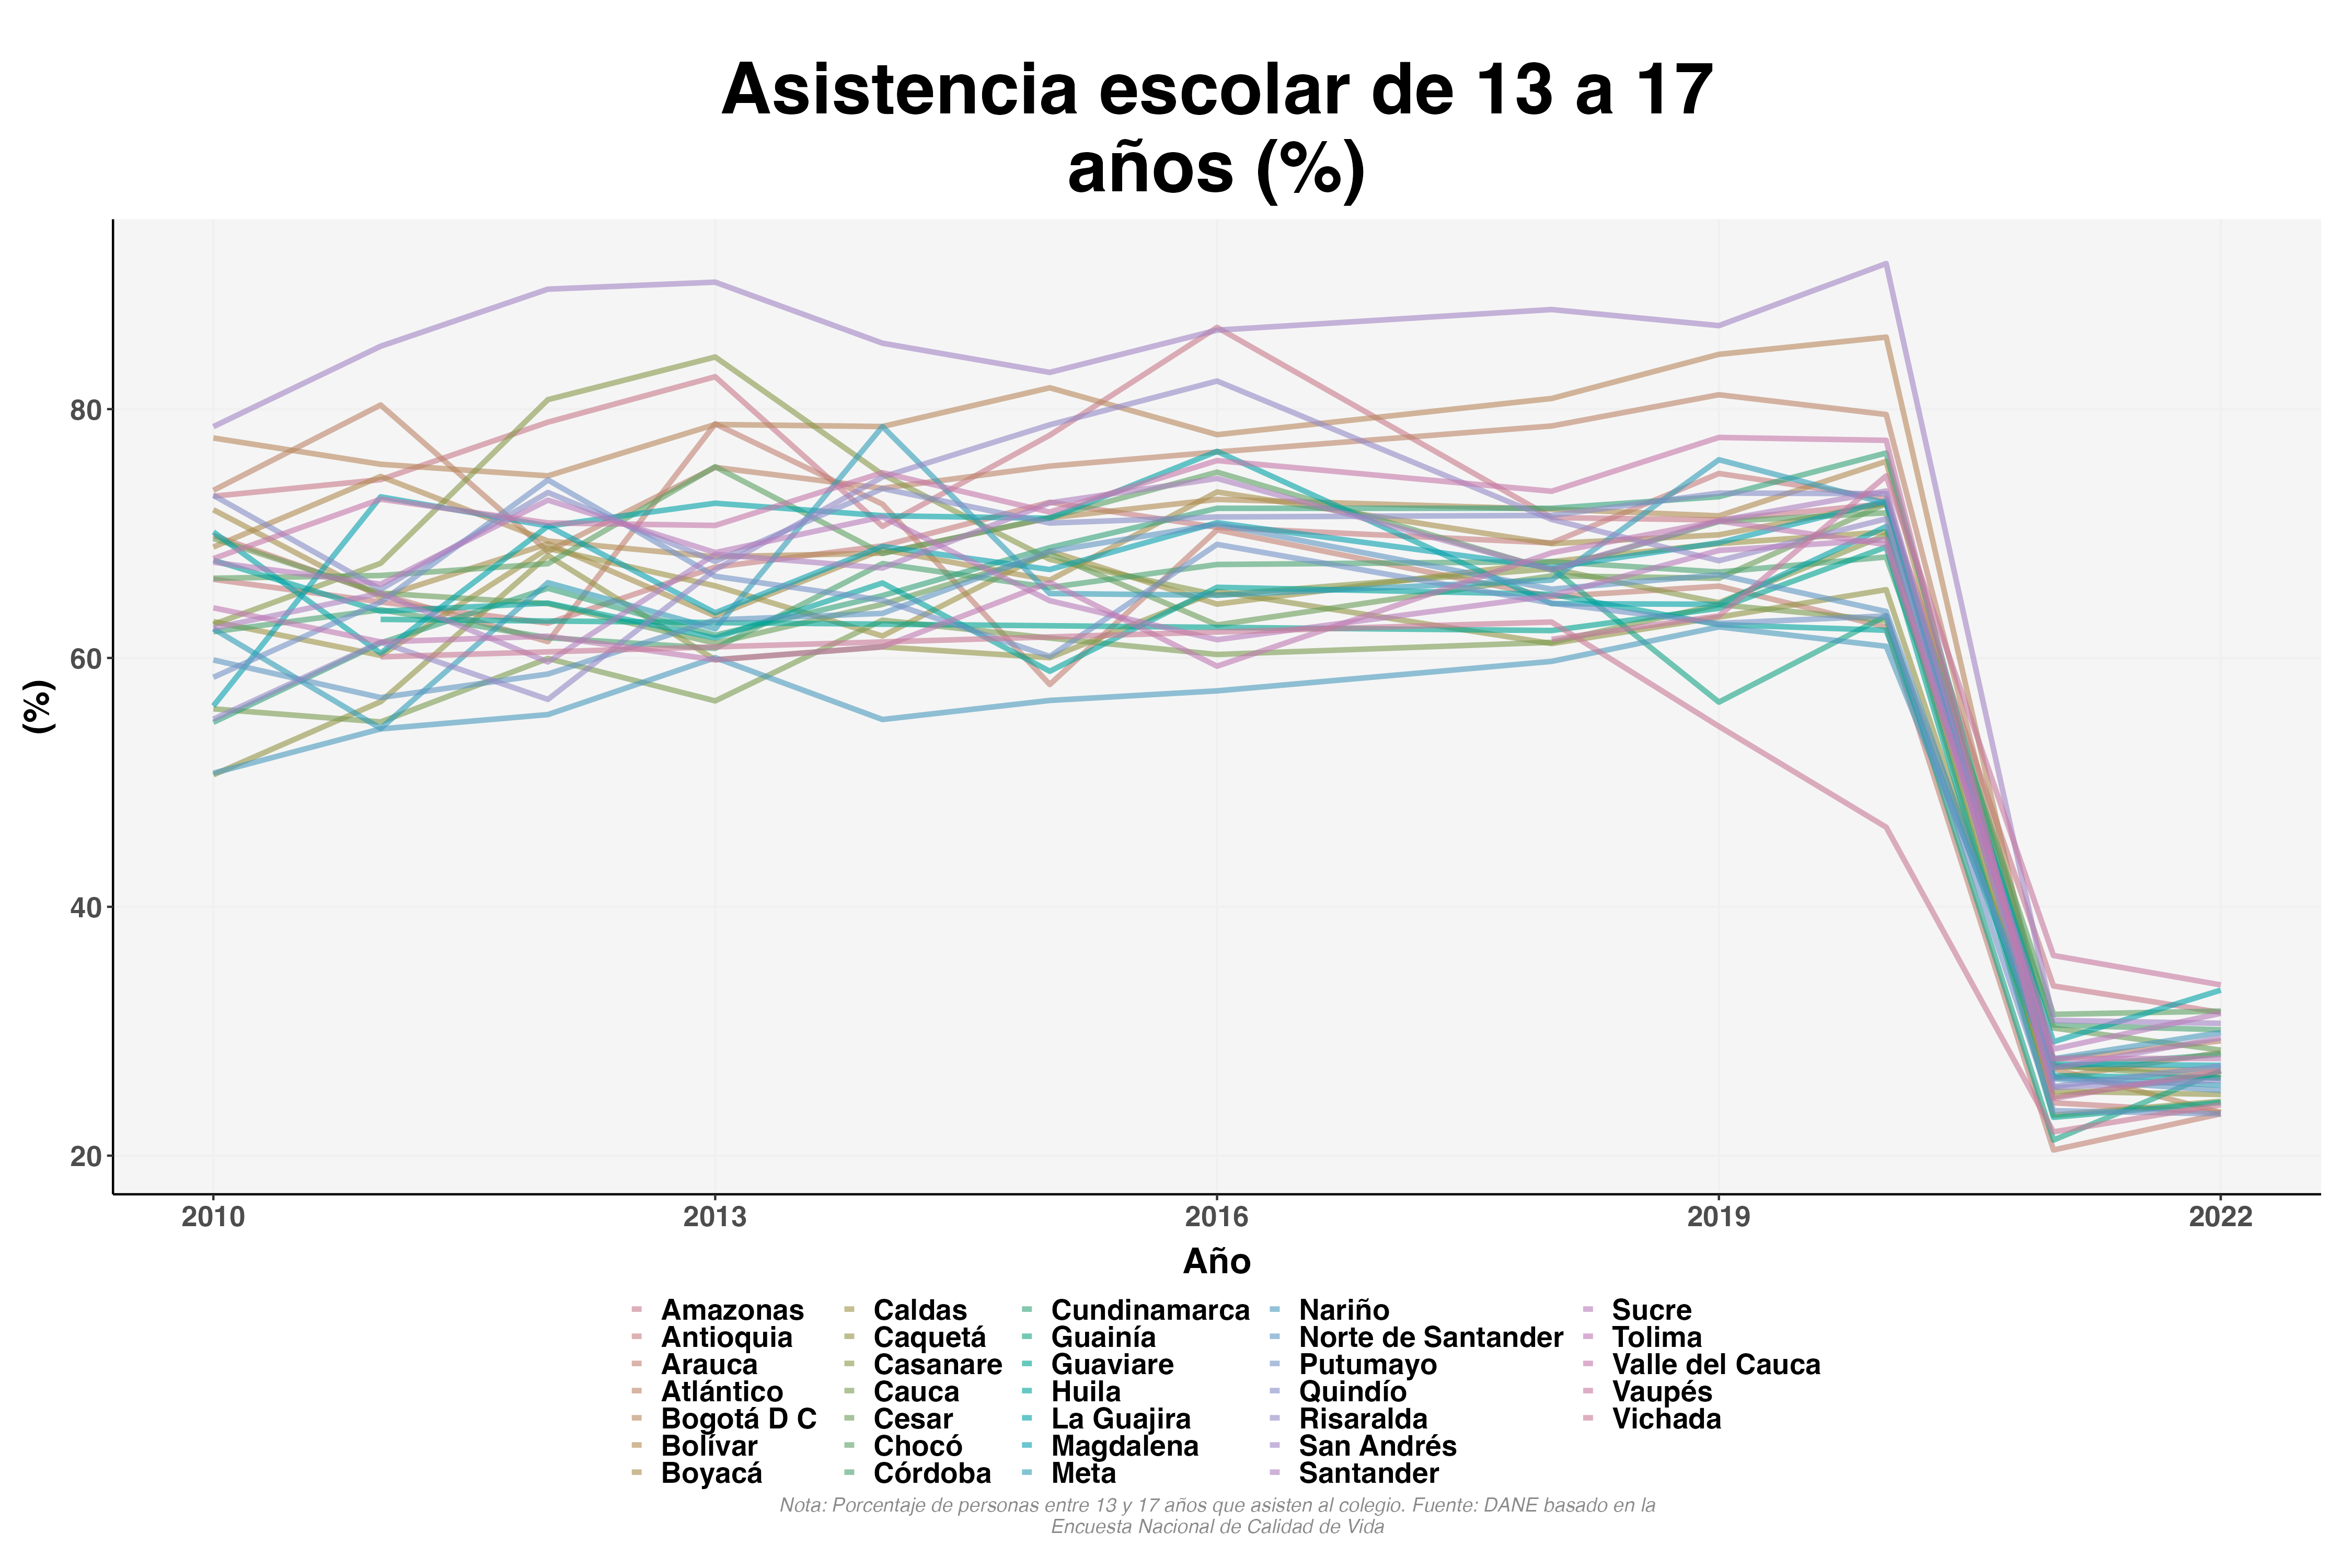 Asistencia escolar de 13 a 17
años (%)
(%)
80
60
40
20
2010
2013
2016
2019
2022
Año
Amazonas
Antioquia
Arauca
Atlántico
Bogotá D C
Bolívar
Boyacá
Caldas
Caquetá
Casanare
Cauca
Cesar
Chocó
Córdoba
Cundinamarca
Guainía
Guaviare
Huila
La Guajira
Magdalena
Meta
Nariño
Norte de Santander
Putumayo
Quindío
Risaralda
San Andrés
Santander
Sucre
Tolima
Valle del Cauca
Vaupés
Vichada
Nota: Porcentaje de personas entre 13 y 17 años que asisten al colegio. Fuente: DANE basado en la
Encuesta Nacional de Calidad de Vida